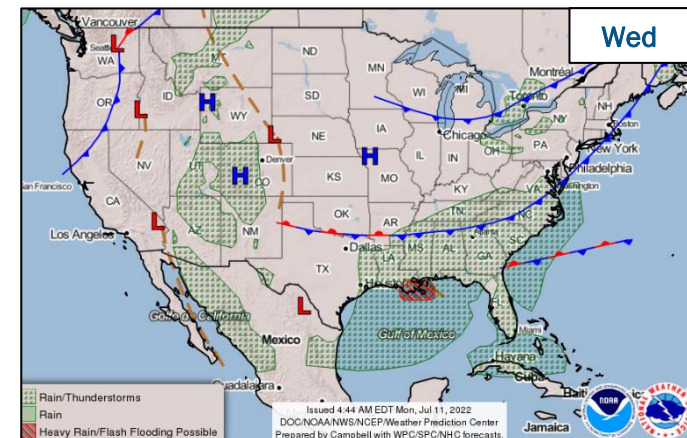 Wed
Vancouver
Seattle
WA
MT
ND
MN
Montréal
OR
ID
WY
SD
WI
MI
Toronto
NH
Boston
H
L
NE
IA
Chicago
NY
New York
PA
Philadelphia
NV
UT
Denver
CO
KS
MO
IL
IN
OH
Washington
San Francisco
CA
KY
VA
Los Angeles
AZ
NM
OK
AR
TN
NC
Dallas
MS
AL
Atlanta
GA
SC
TX
LA
Houston
FL
Golfo de California
Mexico
Gulf of Mexico
Miami
Havana
Cuba
Guadalajara
Jamaica
Rain/Thunderstorms
Rain
Heavy Rain/Flash Flooding Possible
Issued 4:44 AM EDT Mon, Jul 11, 2022
DOC/NOAA/NWS/NCEP/Weather Prediction Center
Prepared by Campbell with WPC/SPC/NHC forecasts.
NOAA